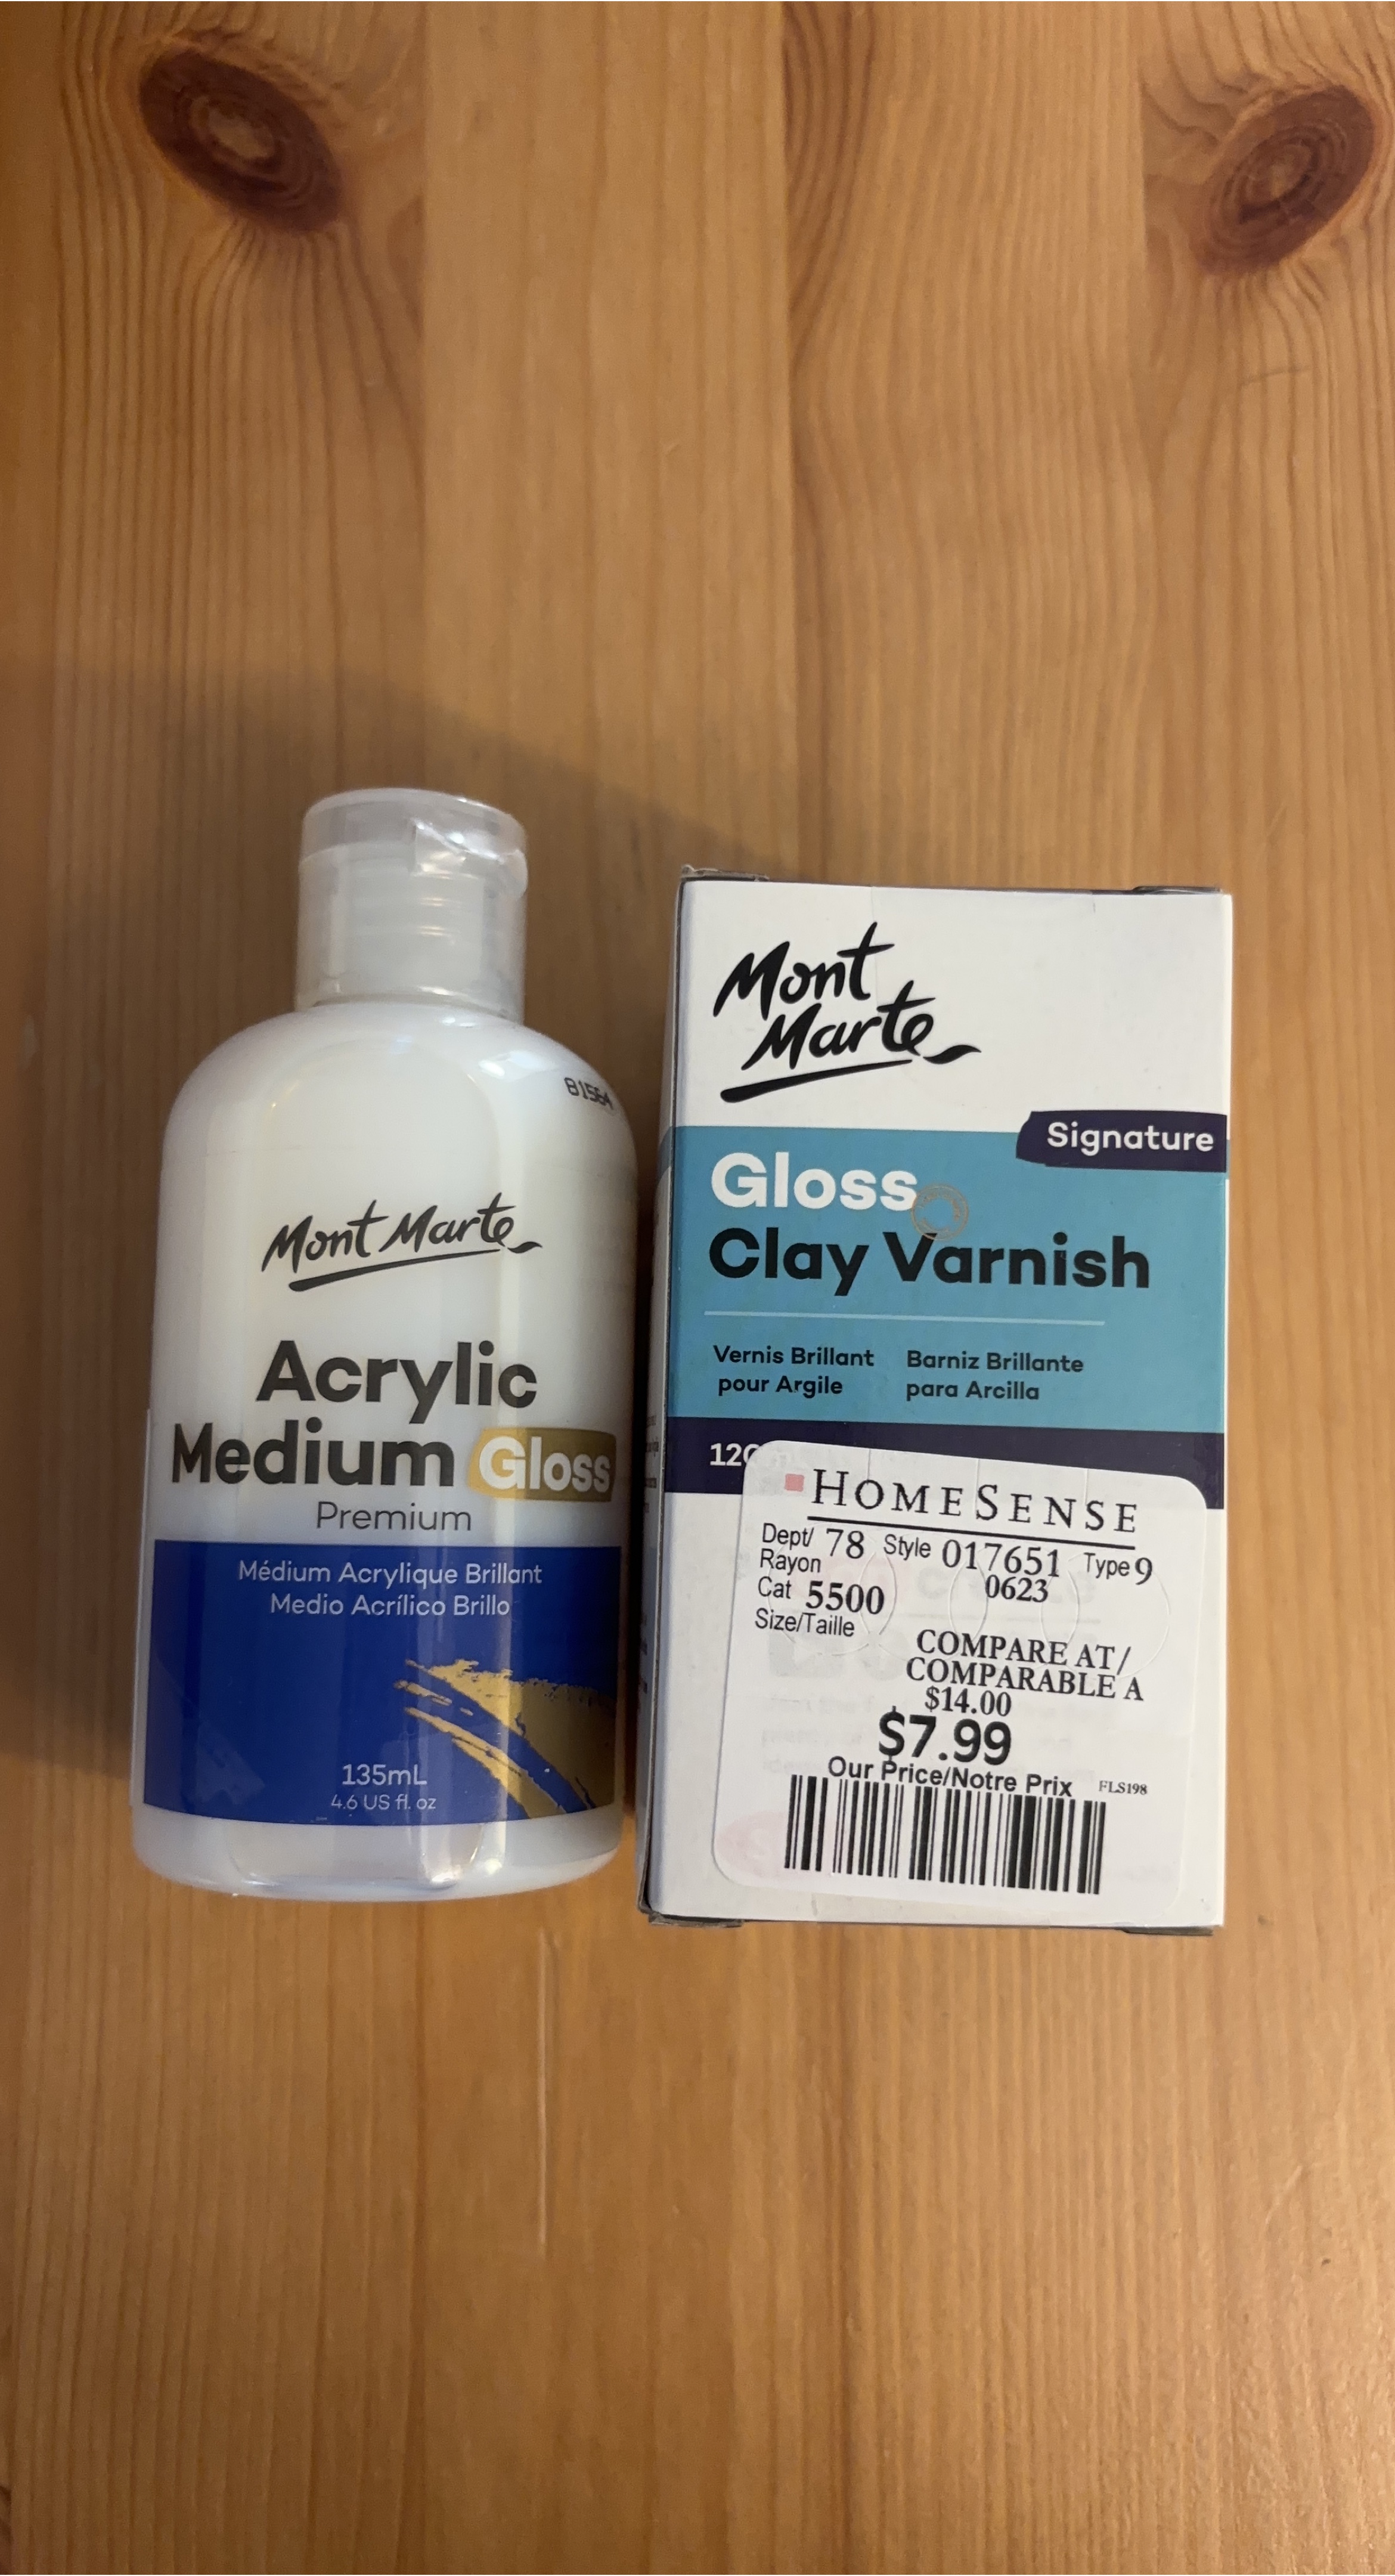 81564
Mont Marte
Acrylic
Medium Gloss
Premium
Médium Acrylique Brillant
Medio Acrílico Brillo
135mL
4.6 US fl. oz
Mont
Marte
Signature
Gloss
Clay Varnish
Vernis Brillant
pour Argile
Barniz Brillante
para Arcilla
HOMESENSE
Dept/ 78 Style 017651 Type 9
Rayon
0623
Cat 5500
Size/Taille
COMPARE AT/
COMPARABLE A
$14.00
$7.99
Our Price/Notre Prix FLS198